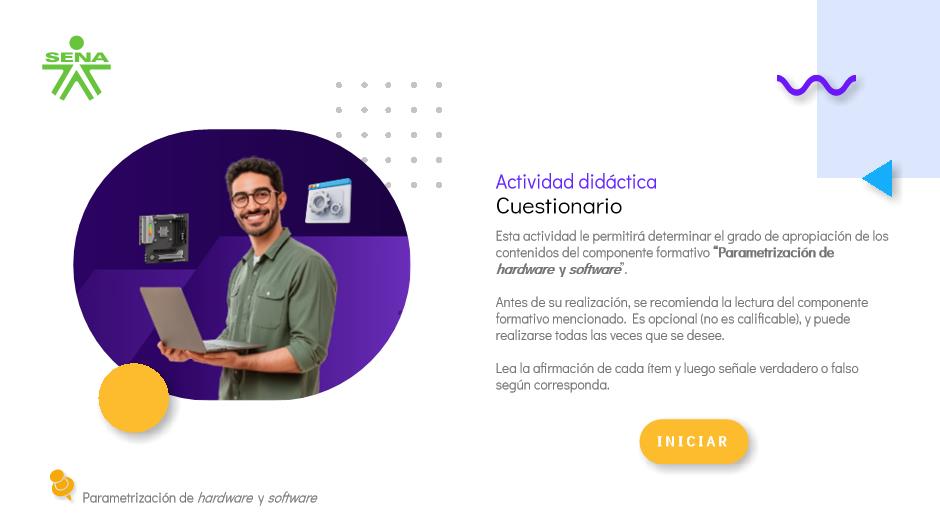 SENA
Actividad didáctica
Cuestionario
Esta actividad le permitirá determinar el grado de apropiación de los
contenidos del componente formativo “Parametrización de
hardware y software”.
Antes de su realización, se recomienda la lectura del componente
formativo mencionado. Es opcional (no es calificable), y puede
realizarse todas las veces que se desee.
Lea la afirmación de cada ítem y luego señale verdadero o falso
según corresponda.
INICIAR
Parametrización de hardware y software